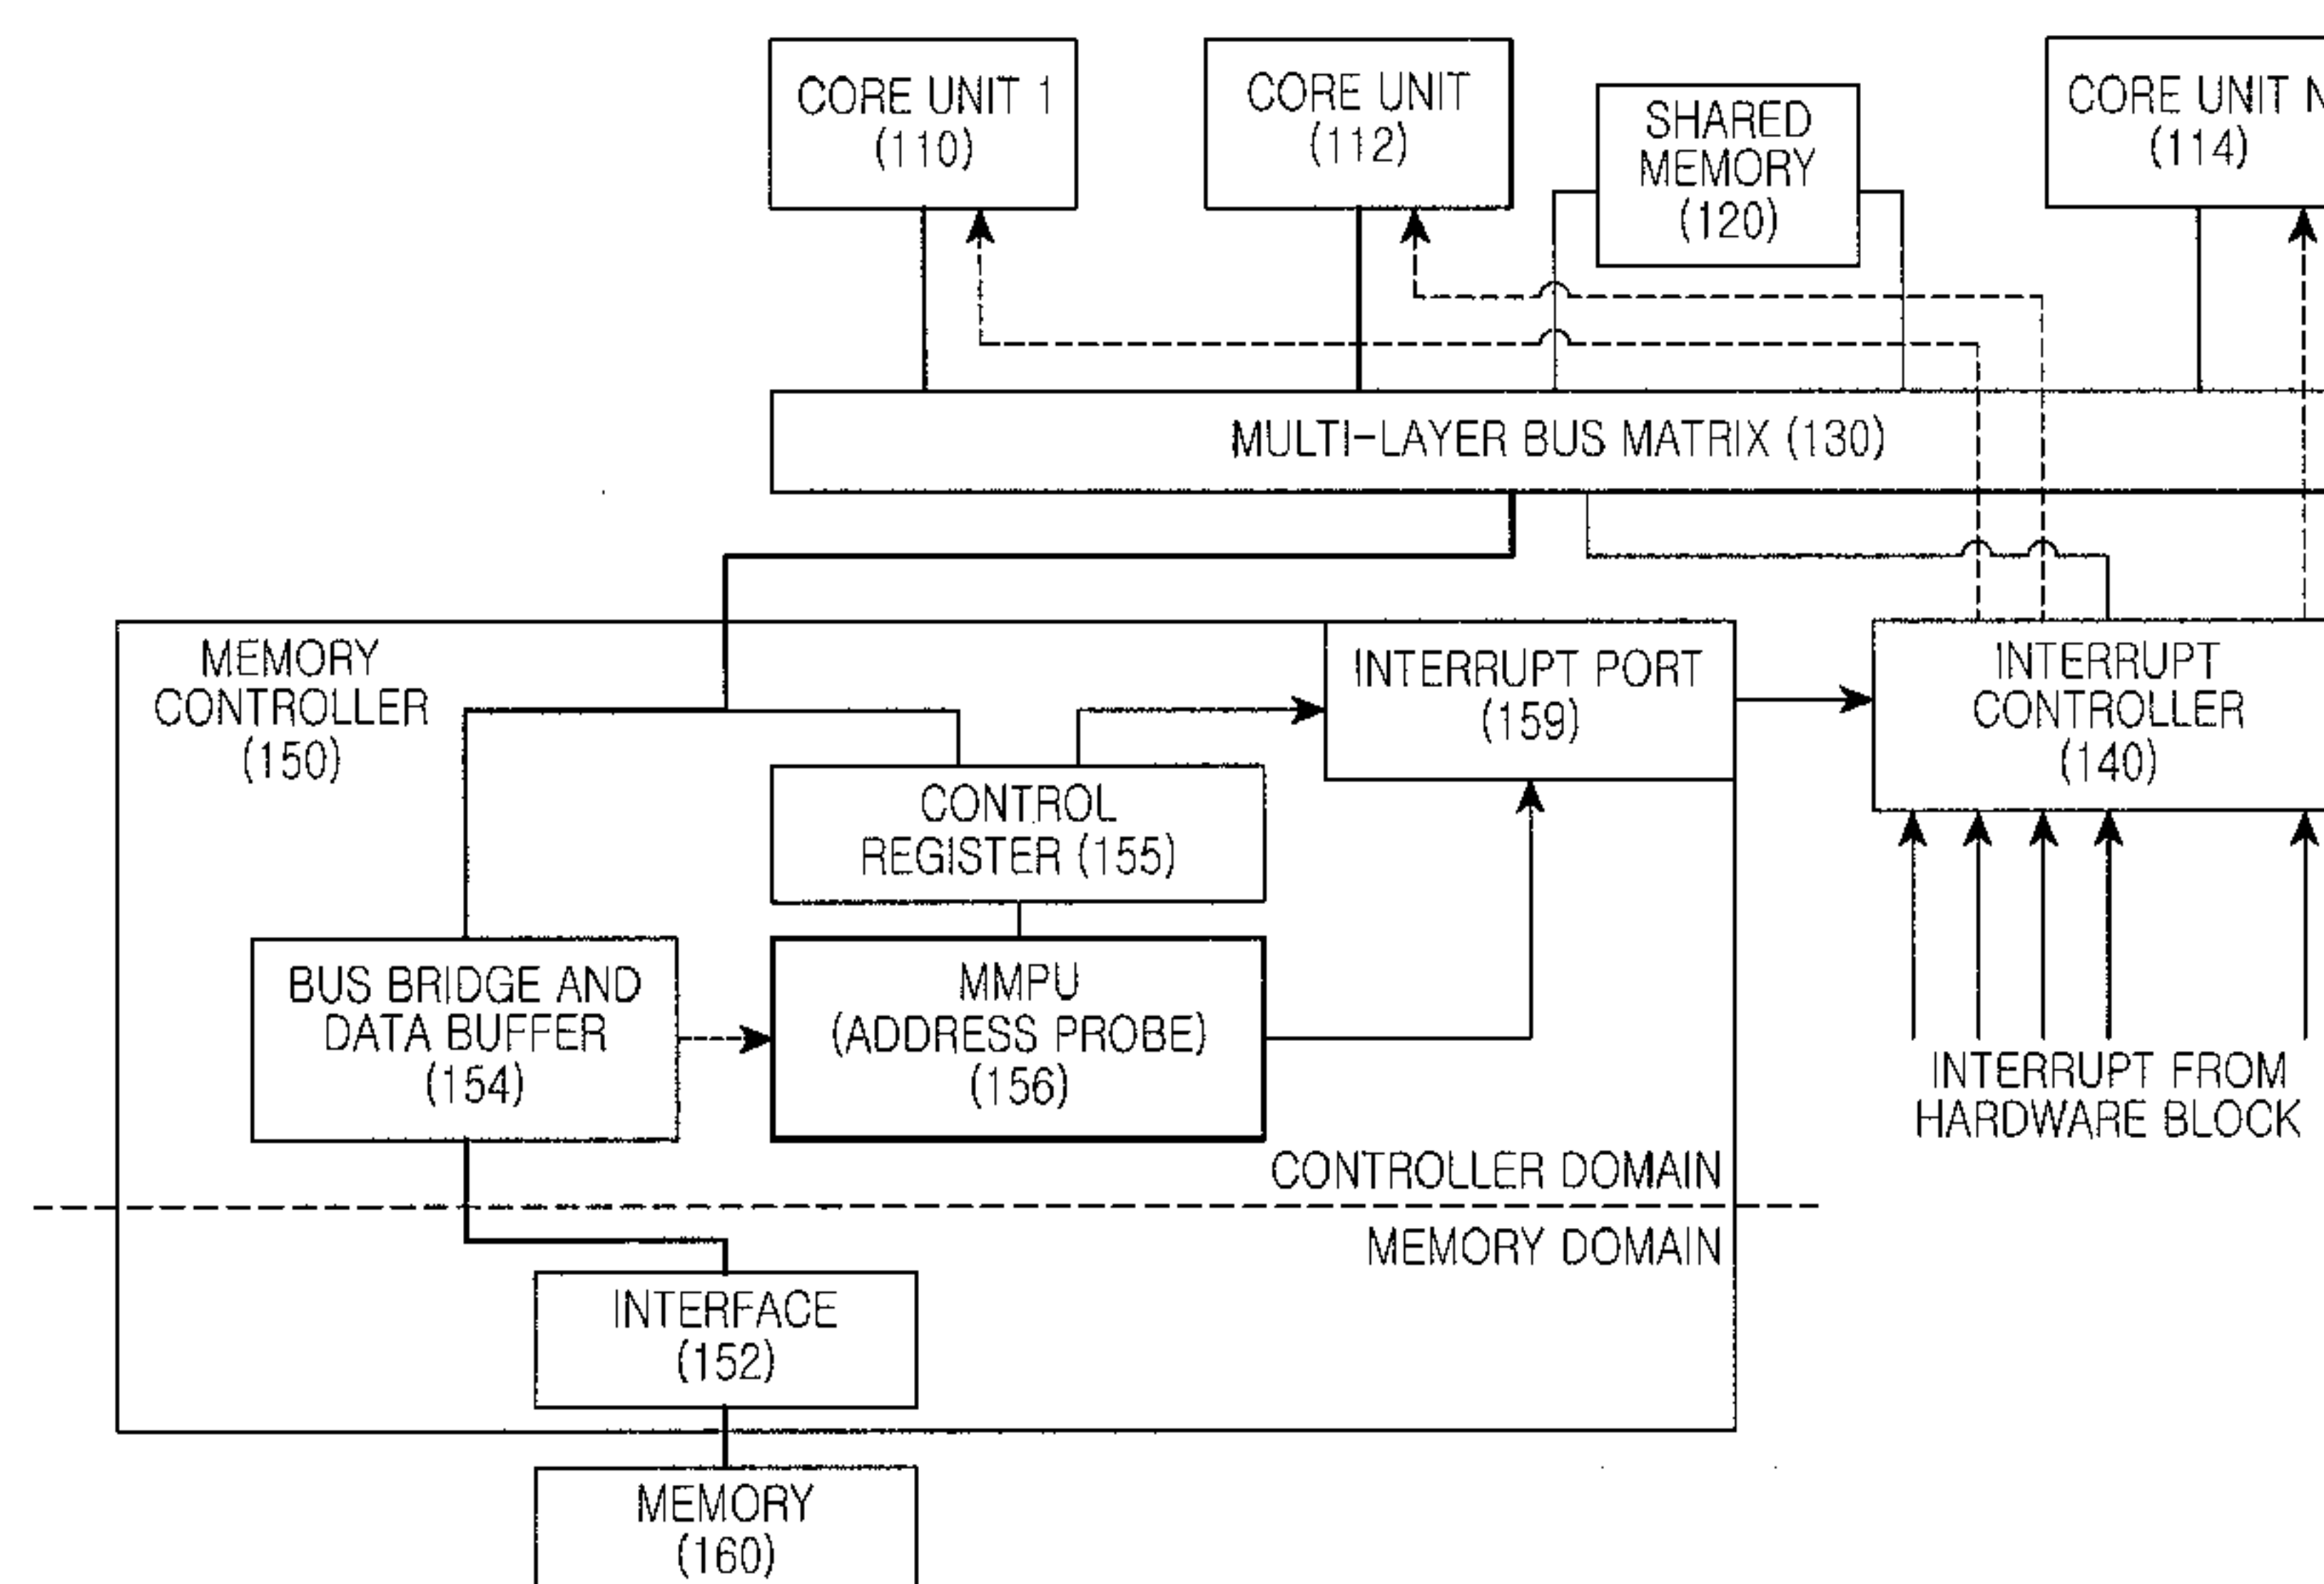 CORE UNIT 1
(110)
CORE UNIT
(112)
SHARED
MEMORY
(120)
CORE UNIT N
(114)
MULTI-LAYER BUS MATRIX (130)
MEMORY
CONTROLLER
(150)
INTERRUPT PORT
(159)
INTERRUPT
CONTROLLER
(140)
CONTROL
REGISTER (155)
BUS BRIDGE AND
DATA BUFFER
(154)
MMPU
(ADDRESS PROBE)
(156)
INTERRUPT FROM
HARDWARE BLOCK
CONTROLLER DOMAIN
MEMORY DOMAIN
INTERFACE
(152)
MEMORY
(160)